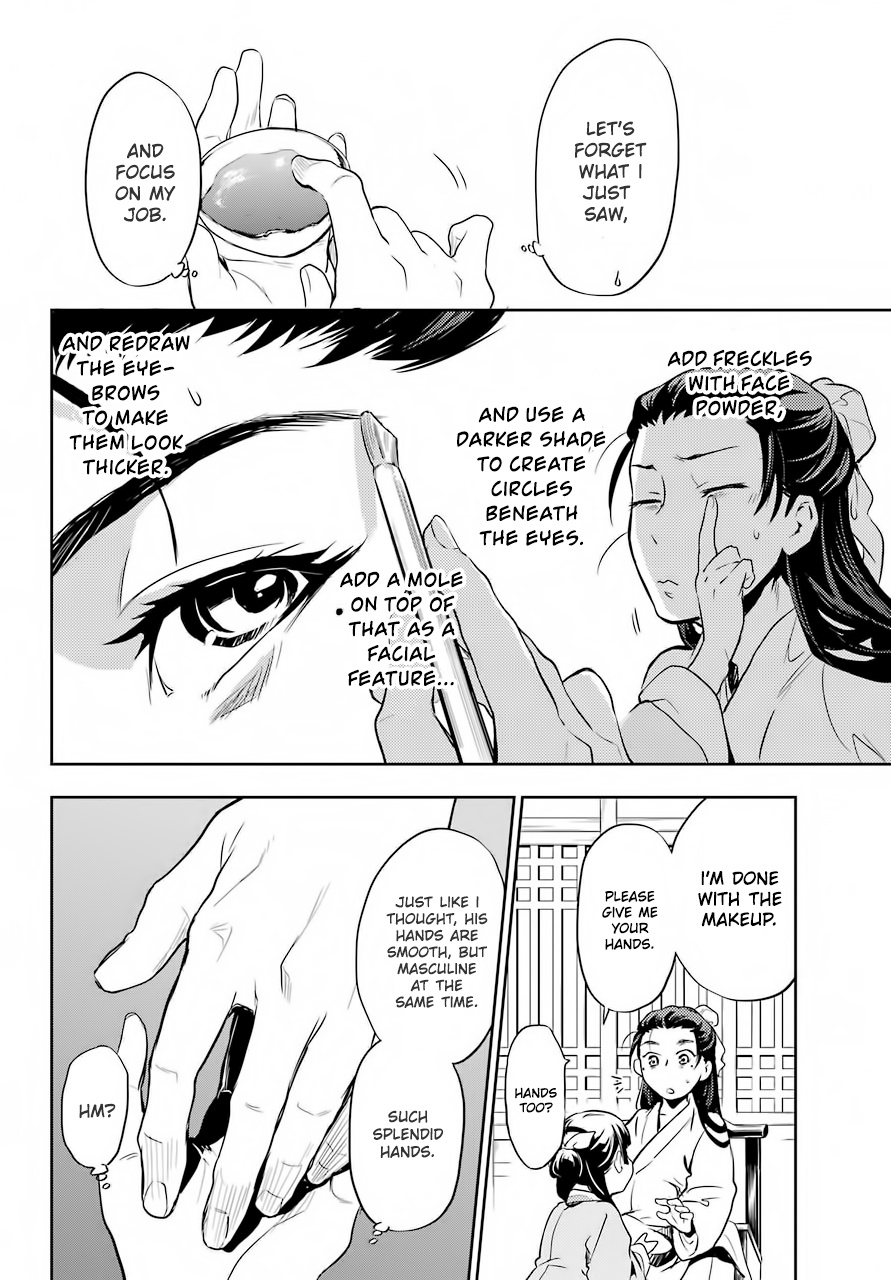 LET'S
FORGET
WHAT I
JUST
SAW,
AND
FOCUS
ON MY
JOB.
ADD FRECKLES
WITH FACE
POWDER,
AND USE A
DARKER SHADE
TO CREATE
CIRCLES
BENEATH
THE EYES.
ADD A MOLE
ON TOP OF
THAT AS A
FACIAL
FEATURE...
AND REDRAW
THE EYE-
BROWS
TO MAKE
THEM LOOK
THICKER.
I'M DONE
WITH THE
MAKEUP.
PLEASE
GIVE ME
YOUR
HANDS.
HANDS
TOO?
JUST LIKE I
THOUGHT, HIS
HANDS ARE
SMOOTH, BUT
MASCULINE
AT THE
SAME TIME.
SUCH
SPLENDID
HANDS.
HM?